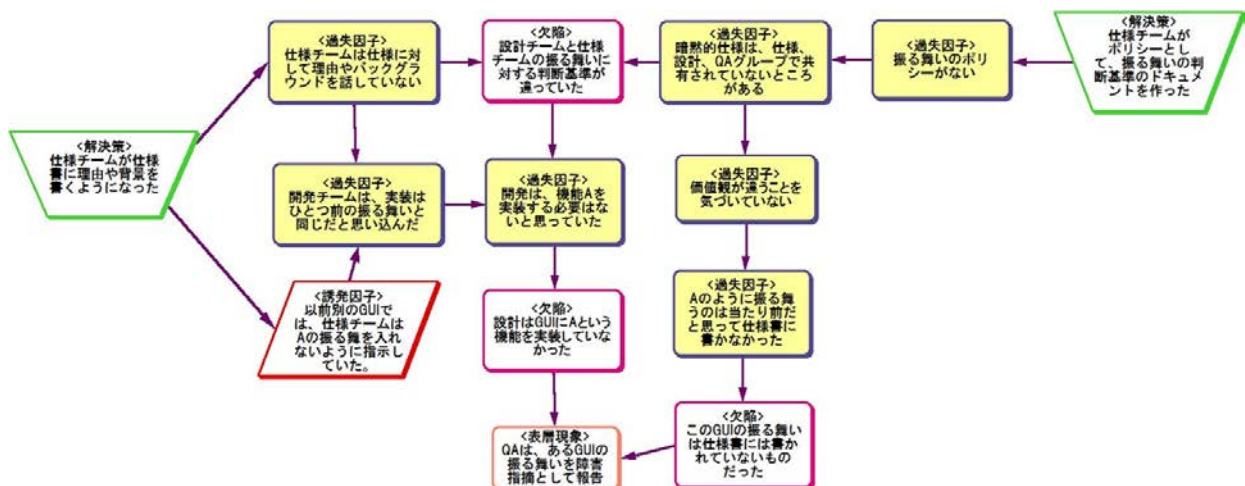 <過失因子>
仕様チームは仕様に対
して理由やバックグラ
ウンドを話していない
<欠陥>
設計チームと仕様
チームの振る舞いに
対する判断基準が
違っていた
<過失因子>
暗黙的仕様は、仕様、
設計、QAグループで共
有されていないところ
がある
<過失因子>
振る舞いのポリ
シーがない
<解決策>
仕様チームが
ポリシーとし
て、振る舞いの判
断基準のドキュメ
ントを作った
<解決策>
仕様チームが仕様
書に理由や背景を
書くようになった
<過失因子>
開発チームは、実装は
ひとつ前の振る舞いと
同じだと思い込んだ
<過失因子>
開発は、機能Aを
実装する必要はな
いと思っていた
<過失因子>
価値観が違うことを
気づいていない
<誘発因子>
以前別のGUIで
は、仕様チームは
Aの振る舞を入れ
ないように指示し
ていた。
<欠陥>
設計はGUIにAという
機能を実装していな
かった
<過失因子>
Aのように振る舞
うのは当たり前だ
と思って仕様書に
書かなかった
<表層現象>
QAは、あるGUIの
振る舞いを障害
指摘として報告
<欠陥>
このGUIの振る舞い
は仕様書には書か
れていないもの
だった